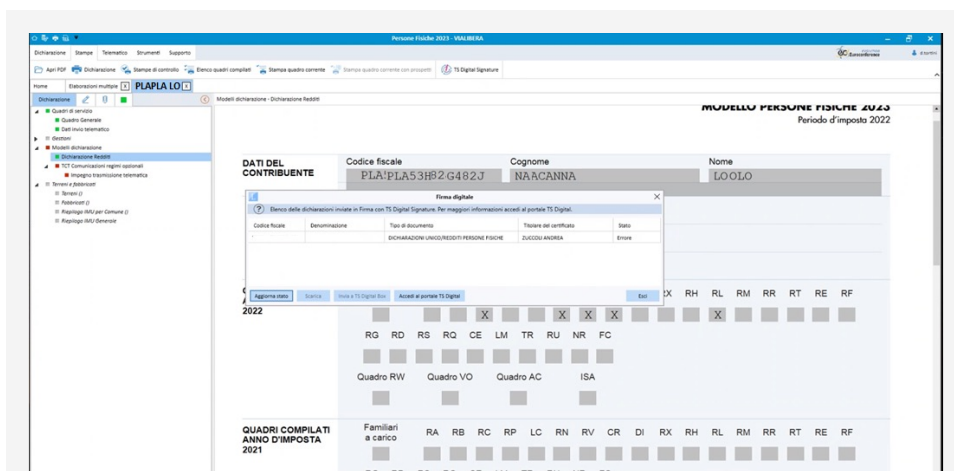 Persone Fisiche 2023 - VIALIBERA
Dichiarazione Stampe Telematico Strumenti Supporto
Euroconference
Apri PDF Dichiarazione Stampe di controllo Elenco quadri compilati Stampa quadro corrente Stampa quadro corrente con prospetti TS Digital Signature
Home Elaborazioni multiple X PLAPLA LO X
Dichiarazione
Modelli dichiarazione - Dichiarazione Redditi
Quadri di servizio
Quadro Generale
Dati invio telematico
Gestioni
Modelli dichiarazione
Dichiarazione Redditi
TCT Comunicazioni regimi opzionali
Impegno trasmissione telematica
Terreni e fabbricati
Terreni ()
Fabbricati ()
Riepilogo IMU per Comune ()
Riepilogo IMU Generale
MODELLO PERSONE FISICHE 2023
Periodo d'imposta 2022
DATI DEL CONTRIBUENTE
Codice fiscale Cognome Nome
PLA'PLA53H82G482J NAACANNA LOOLO
Firma digitale
Elenco delle dichiarazioni inviate in Firma con TS Digital Signature. Per maggiori informazioni accedi al portale TS Digital.
Codice fiscale Denominazione Tipo di documento Titolare del certificato Stato
DICHIARAZIONI UNICO/REDDITI PERSONE FISICHE ZUCCOLI ANDREA Errore
Aggiorna stato Scarica Invia a TS Digital Box Accedi al portale TS Digital Esci
RX RH RL RM RR RT RE RF
2022
X X X X X
RG RD RS RQ CE LM TR RU NR FC
Quadro RW Quadro VO Quadro AC ISA
QUADRI COMPILATI
ANNO D'IMPOSTA
2021
Familiari
a carico
RA RB RC RP LC RN RV CR DI RX RH RL RM RR RT RE RF